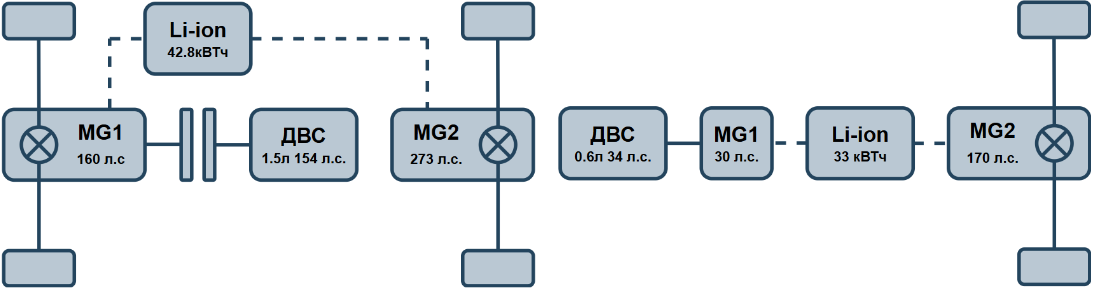 Li-ion
42.8кВТч
MG1
160 л.с
ДВС
1.5л 154 л.с.
MG2
273 л.с.
ДВС
0.6л 34 л.с.
MG1
30 л.с.
Li-ion
33 кВТч
MG2
170 л.с.